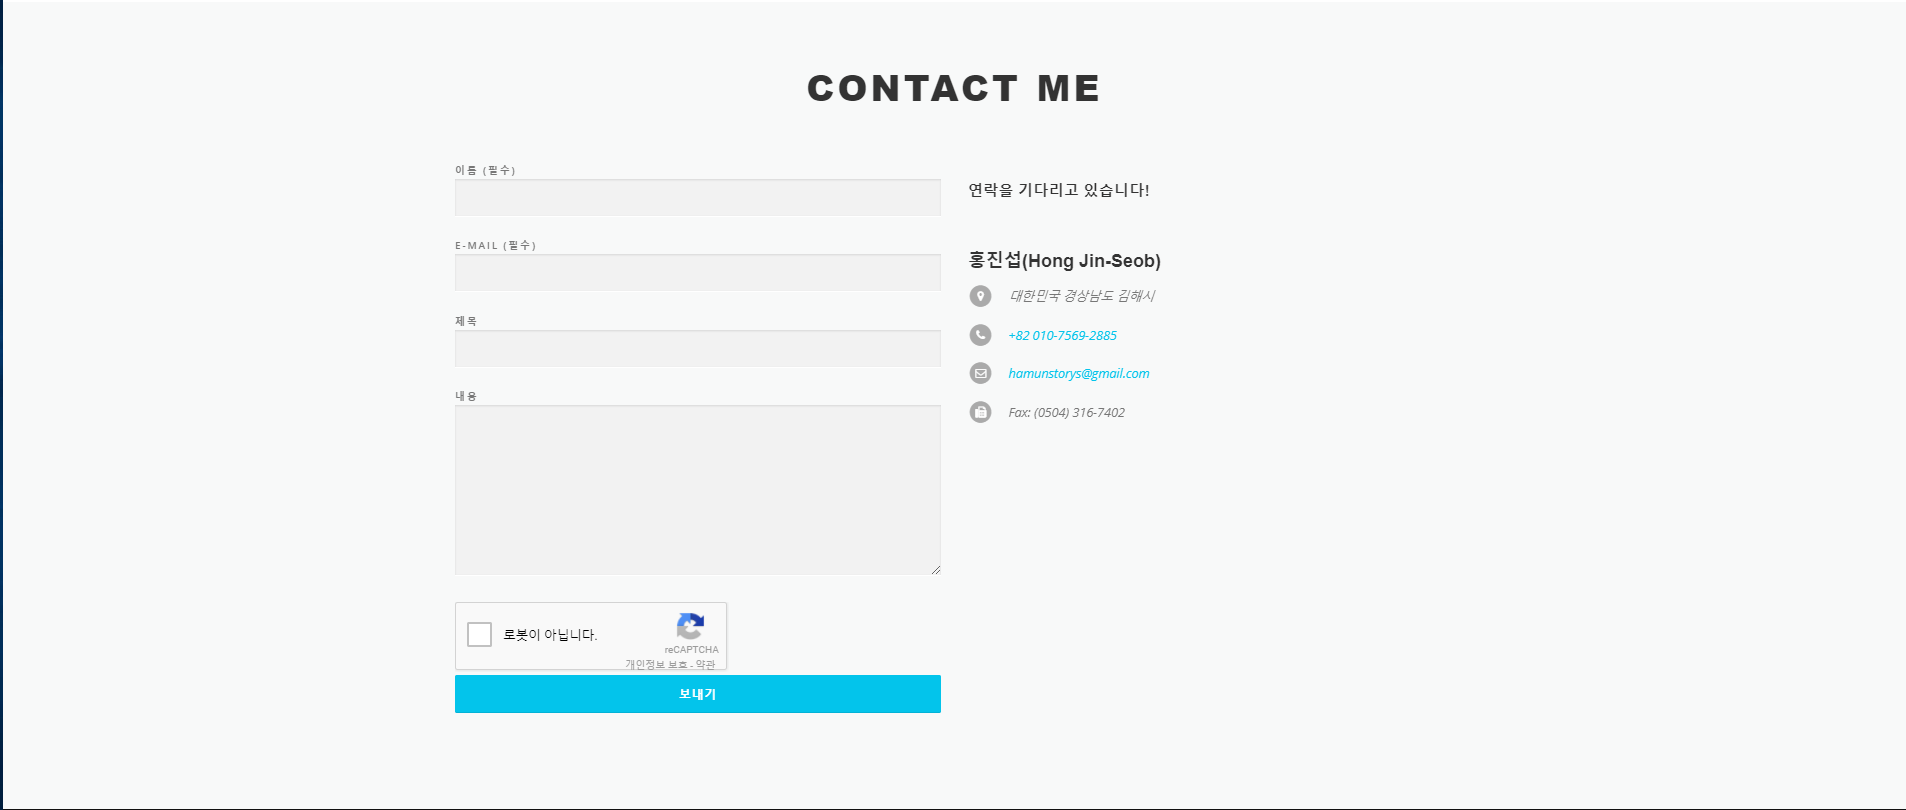 CONTACT ME
이름 (필수)
E-MAIL (필수)
제목
내용
로봇이 아닙니다.
reCAPTCHA
개인정보 보호 - 약관
보내기
연락을 기다리고 있습니다!
홍진섭(Hong Jin-Seob)
대한민국 경상남도 김해시
+82 010-7569-2885
hamunstorys@gmail.com
Fax: (0504) 316-7402